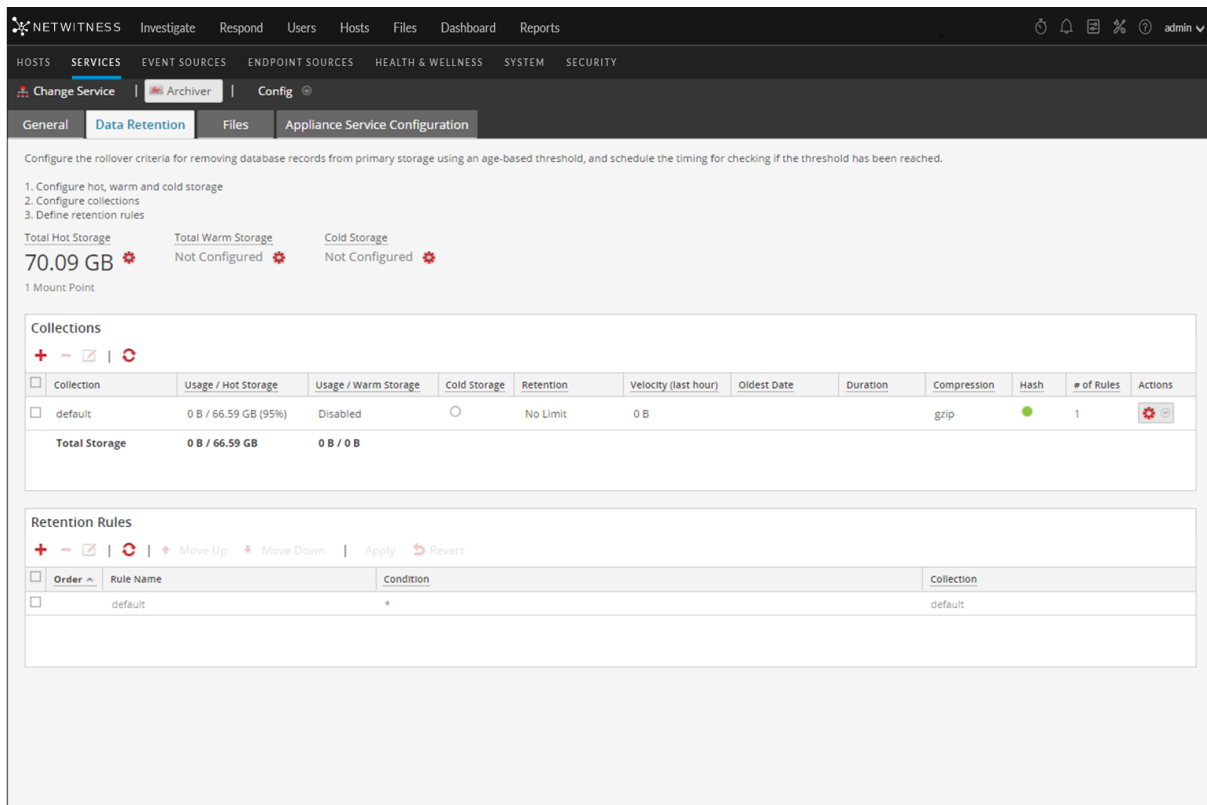 NETWITNESS Investigate Respond Users Hosts Files Dashboard Reports admin
HOSTS SERVICES EVENT SOURCES ENDPOINT SOURCES HEALTH & WELLNESS SYSTEM SECURITY
Change Service | Archiver | Config
General Data Retention Files Appliance Service Configuration
Configure the rollover criteria for removing database records from primary storage using an age-based threshold, and schedule the timing for checking if the threshold has been reached.
1. Configure hot, warm and cold storage
2. Configure collections
3. Define retention rules
Total Hot Storage Total Warm Storage Cold Storage
70.09 GB Not Configured Not Configured
1 Mount Point
Collections
Collection Usage / Hot Storage Usage / Warm Storage Cold Storage Retention Velocity (last hour) Oldest Date Duration Compression Hash # of Rules Actions
default 0 B / 66.59 GB (95%) Disabled No Limit 0 B gzip 1
Total Storage 0 B / 66.59 GB 0 B / 0 B
Retention Rules
Move Up Move Down | Apply Revert
Order Rule Name Condition Collection
default * default